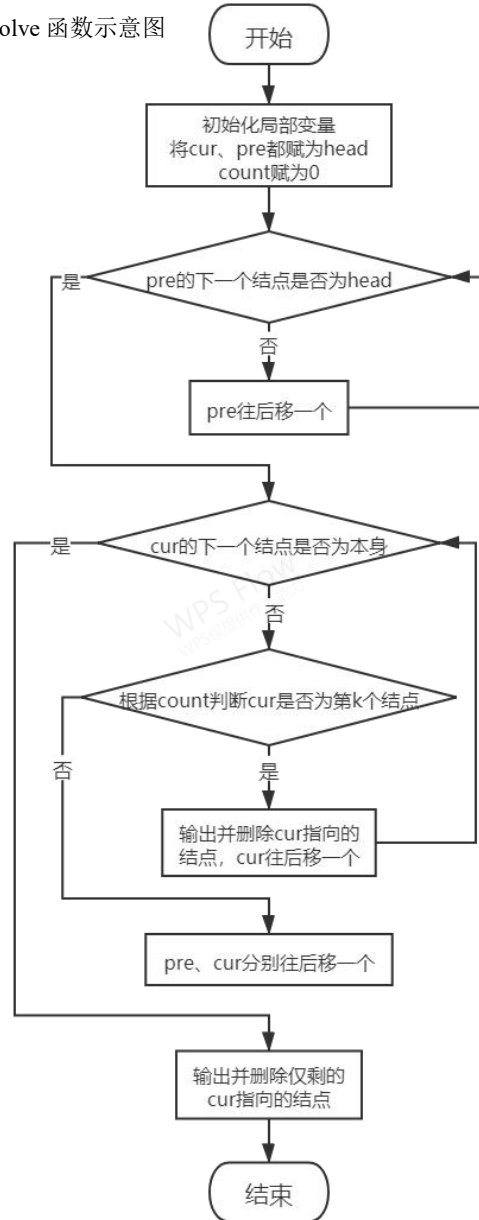 olve 函数示意图
开始
初始化局部变量
将cur、pre都赋为head
count赋为0
是
pre的下一个结点是否为head
否
pre往后移一个
是
cur的下一个结点是否为本身
WPS Flow
否
根据count判断cur是否为第k个结点
否
是
输出并删除cur指向的
结点，cur往后移一个
pre、cur分别往后移一个
输出并删除仅剩的
cur指向的结点
结束